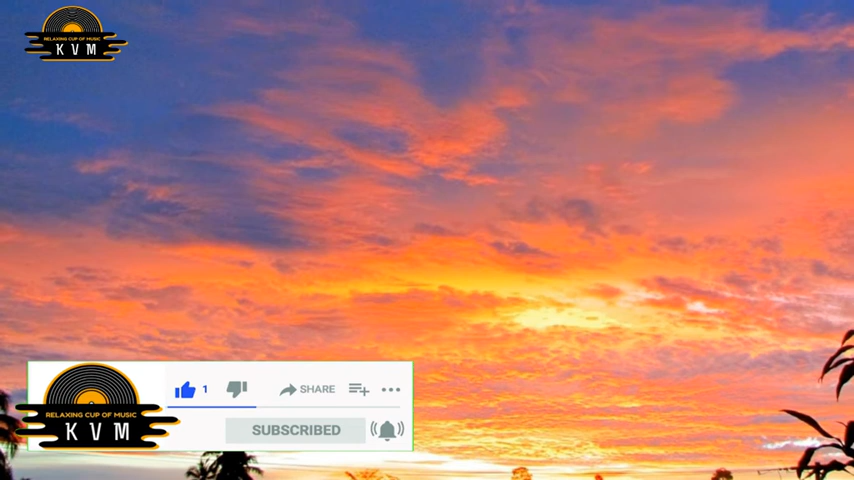 RELAXING CUP OF MUSIC
K V M
1
SHARE
RELAXING CUP OF MUSIC
K V M
SUBSCRIBED